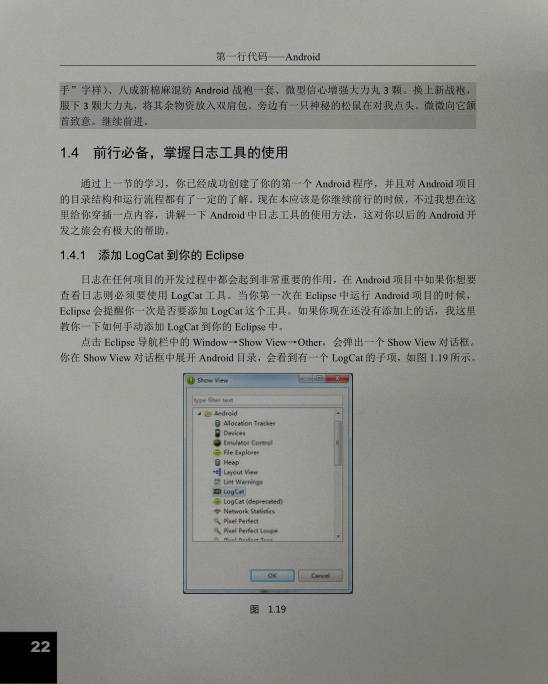 第一行代码——Android
手”字样)、八成新棉麻混纺 Android 战袍一套、微型信心增强大力丸 3 颗。换上新战袍，
服下 3 颗大力丸，将其余物资放入双肩包。旁边有一只神秘的松鼠在对我点头。微微向它颔
首致意。继续前进。
1.4 前行必备，掌握日志工具的使用
通过上一节的学习，你已经成功创建了你的第一个 Android 程序，并且对 Android 项目
的目录结构和运行流程都有了一定的了解。现在本应该是你继续前行的时候，不过我想在这
里给你穿插一点内容，讲解一下 Android 中日志工具的使用方法，这对你以后的 Android 开
发之旅会有极大的帮助。
1.4.1 添加 LogCat 到你的 Eclipse
日志在任何项目的开发过程中都会起到非常重要的作用，在 Android 项目中如果你想要
查看日志则必须要使用 LogCat 工具。当你第一次在 Eclipse 中运行 Android 项目的时候，
Eclipse 会提醒你一次是否要添加 LogCat 这个工具。如果你现在还没有添加上的话，我这里
教你一下如何手动添加 LogCat 到你的 Eclipse 中。
点击 Eclipse 导航栏中的 Window→Show View→Other，会弹出一个 Show View 对话框。
你在 Show View 对话框中展开 Android 目录，会看到有一个 LogCat 的子项，如图 1.19 所示。
Show View
type filter text
Android
Allocation Tracker
Devices
Emulator Control
File Explorer
Heap
Layout View
Lint Warnings
LogCat
LogCat (deprecated)
Network Statistics
Pixel Perfect
Pixel Perfect Loupe
Pixel Perfect Tree
OK Cancel
图 1.19
22